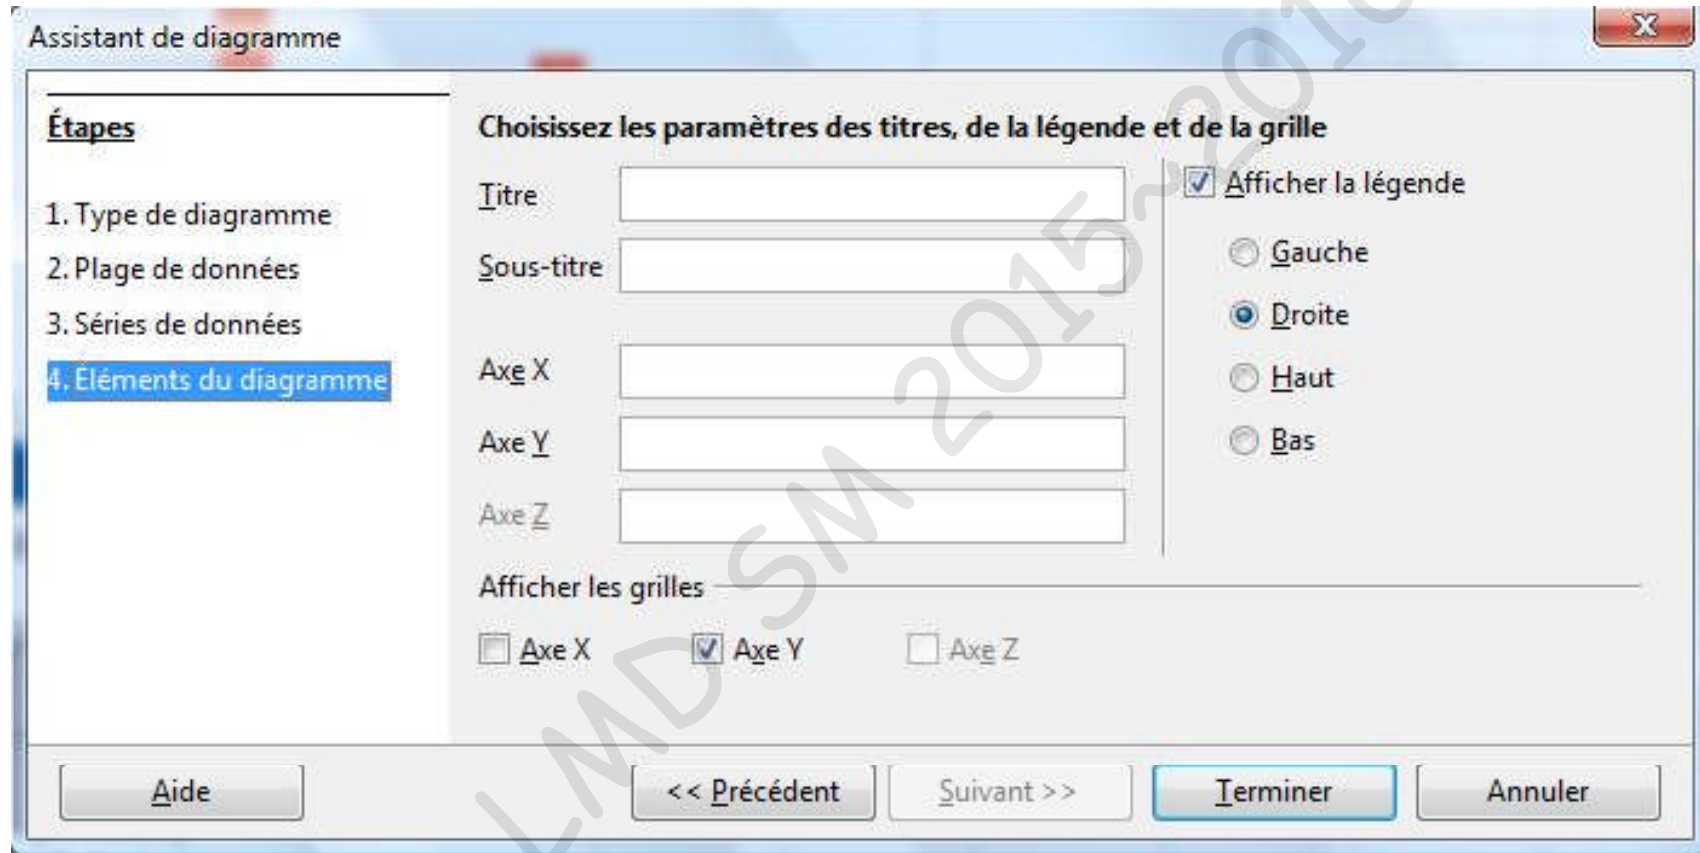 Assistant de diagramme
Étapes
1. Type de diagramme
2. Plage de données
3. Séries de données
4. Éléments du diagramme
Choisissez les paramètres des titres, de la légende et de la grille
Titre
Sous-titre
Axe X
Axe Y
Axe Z
Afficher la légende
Gauche
Droite
Haut
Bas
Afficher les grilles
Axe X Axe Y Axe Z
Aide << Précédent Suivant >> Terminer Annuler
LMD SM 2015~2016